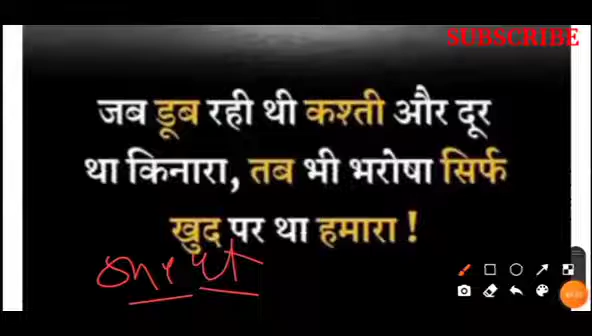 SUBSCRIBE
जब डूब रही थी कश्ती और दूर
था किनारा, तब भी भरोषा सिर्फ
खुद पर था हमारा !